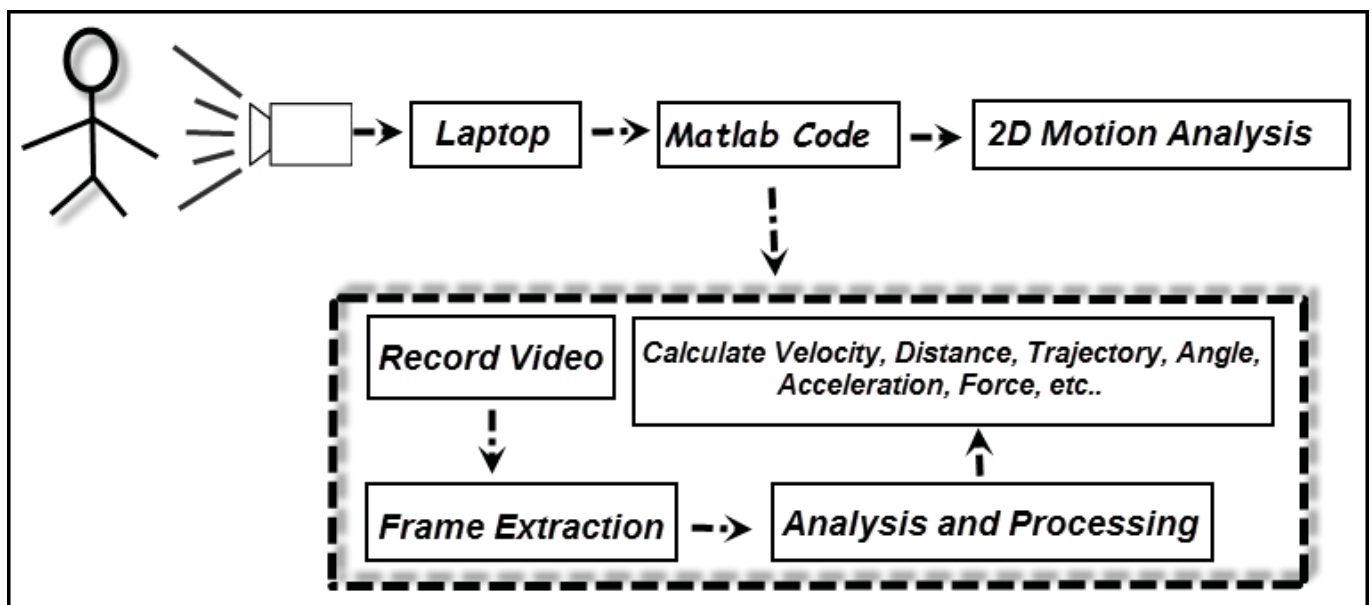 Laptop
Matlab Code
2D Motion Analysis
Record Video
Calculate Velocity, Distance, Trajectory, Angle,
Acceleration, Force, etc..
Frame Extraction
Analysis and Processing